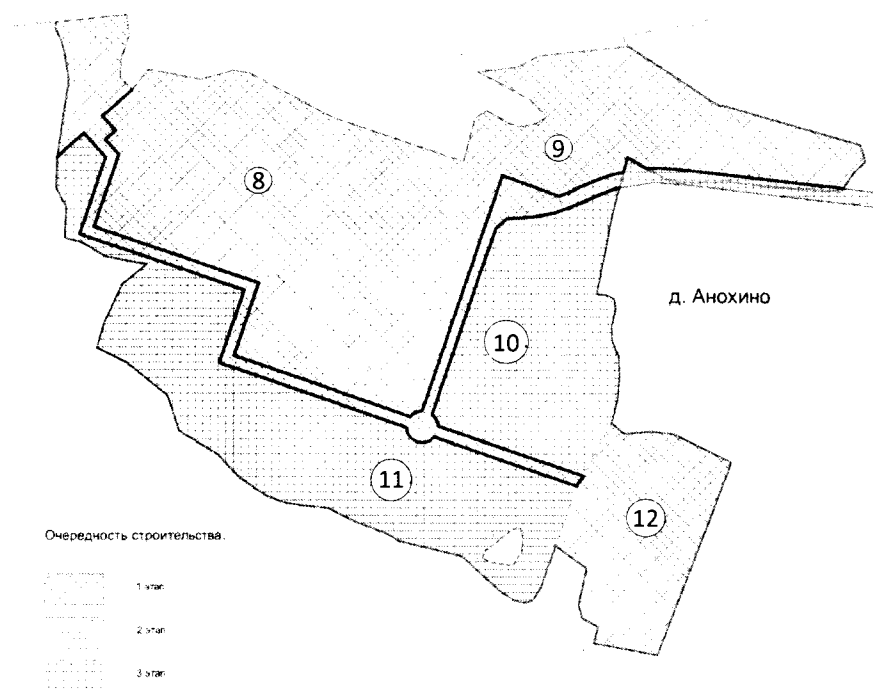 9
8
д. Анохино
10
11
12
Очередность строительства.
1 этап
2 этап
3 этап